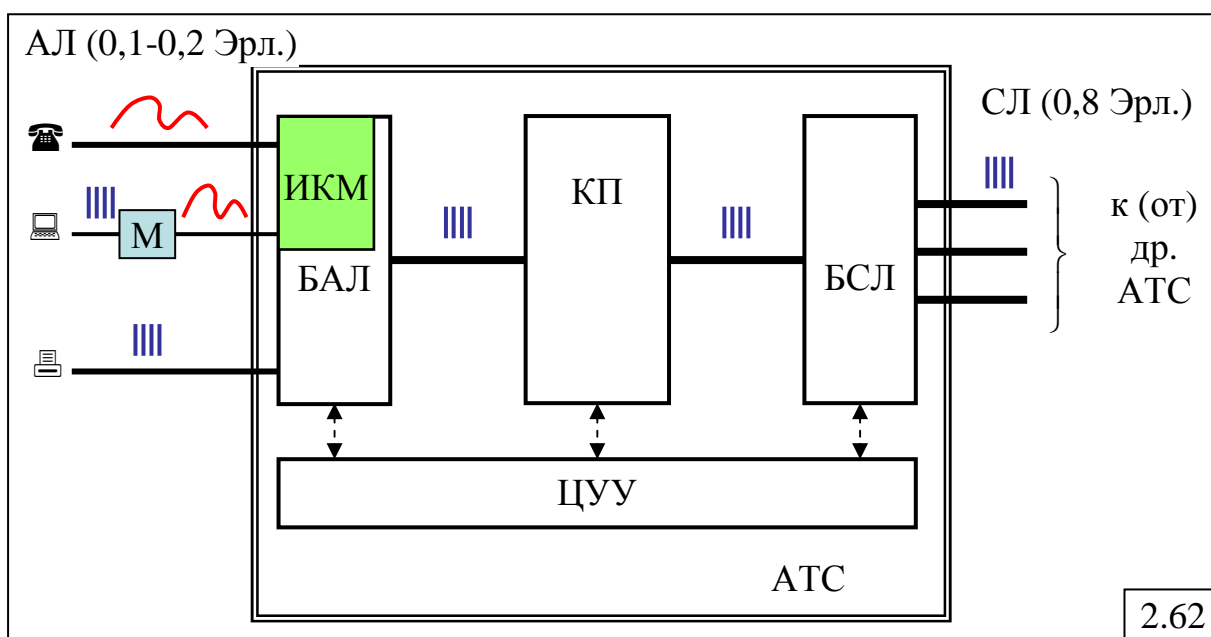 АЛ (0,1-0,2 Эрл.)
СЛ (0,8 Эрл.)
ИКМ
М
БАЛ
КП
БСЛ
к (от)
др.
АТС
ЦУУ
АТС
2.62